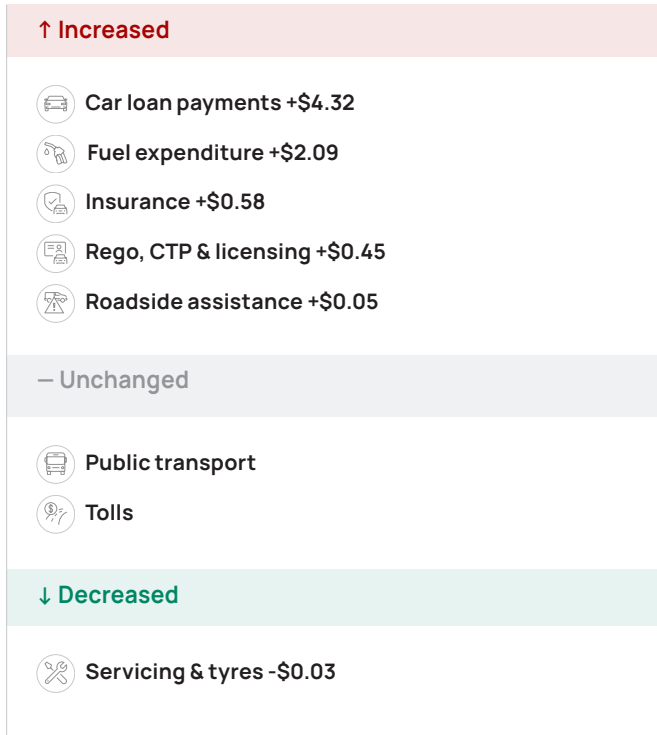 ↑ Increased
Car loan payments +$4.32
Fuel expenditure +$2.09
Insurance +$0.58
Rego, CTP & licensing +$0.45
Roadside assistance +$0.05
— Unchanged
Public transport
Tolls
↓ Decreased
Servicing & tyres -$0.03